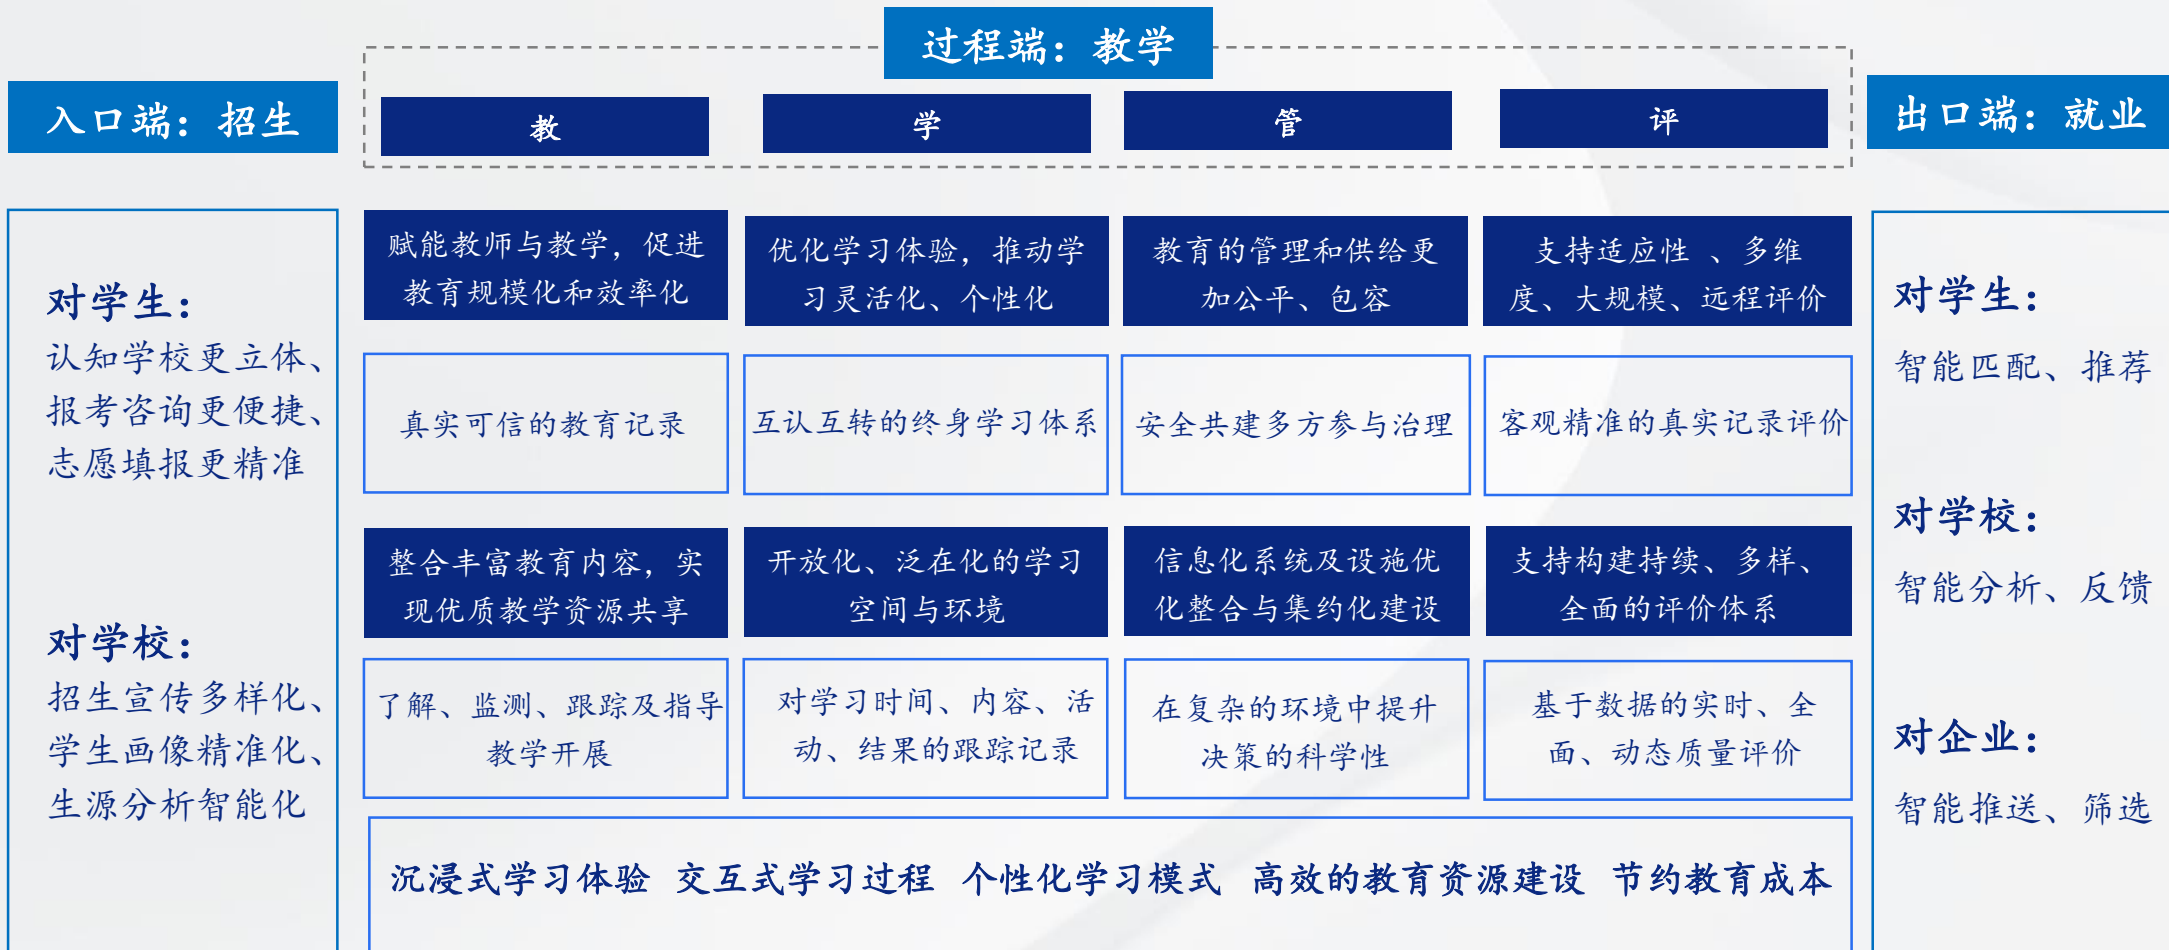 过程端：教学
入口端：招生
教
学
管
评
出口端：就业
对学生：
认知学校更立体、
报考咨询更便捷、
志愿填报更精准
对学校：
招生宣传多样化、
学生画像精准化、
生源分析智能化
赋能教师与教学，促进
教育规模化和效率化
优化学习体验，推动学
习灵活化、个性化
教育的管理和供给更
加公平、包容
支持适应性 、多维
度、大规模、远程评价
真实可信的教育记录
互认互转的终身学习体系
安全共建多方参与治理
客观精准的真实记录评价
整合丰富教育内容，实
现优质教学资源共享
开放化、泛在化的学习
空间与环境
信息化系统及设施优
化整合与集约化建设
支持构建持续、多样、
全面的评价体系
了解、监测、跟踪及指导
教学开展
对学习时间、内容、活
动、结果的跟踪记录
在复杂的环境中提升
决策的科学性
基于数据的实时、全
面、动态质量评价
沉浸式学习体验 交互式学习过程 个性化学习模式 高效的教育资源建设 节约教育成本
对学生：
智能匹配、推荐
对学校：
智能分析、反馈
对企业：
智能推送、筛选